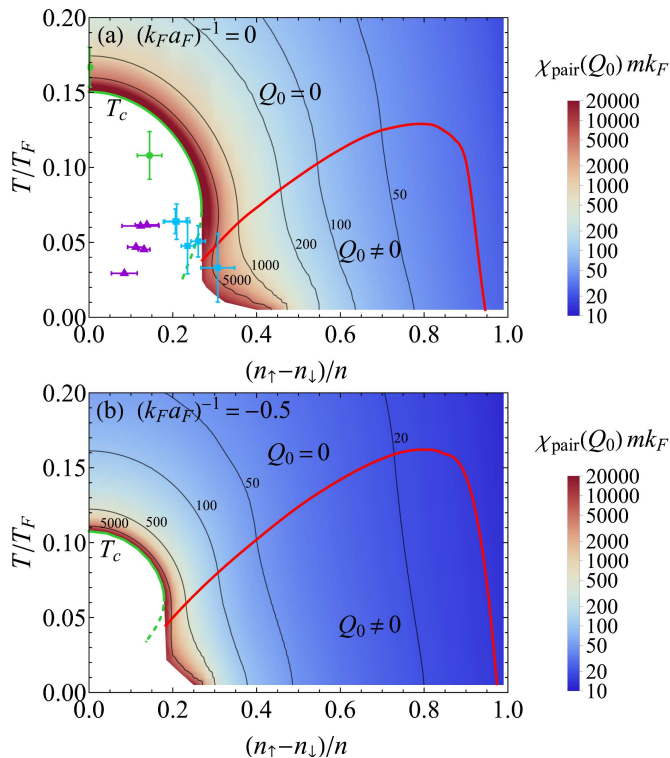 (a) (k_F a_F)^{-1} = 0
χ_pair(Q_0) m k_F
0.20
0.15
0.10
0.05
0.00
T/T_F
T_c
Q_0 = 0
Q_0 ≠ 0
5000
1000
200
100
50
0.0 0.2 0.4 0.6 0.8 1.0
(n_↑−n_↓)/n
20000
10000
5000
2000
1000
500
200
100
50
20
10
(b) (k_F a_F)^{-1} = −0.5
χ_pair(Q_0) m k_F
0.20
0.15
0.10
0.05
0.00
T/T_F
T_c
Q_0 = 0
Q_0 ≠ 0
5000
500
100
50
20
0.0 0.2 0.4 0.6 0.8 1.0
(n_↑−n_↓)/n
20000
10000
5000
2000
1000
500
200
100
50
20
10